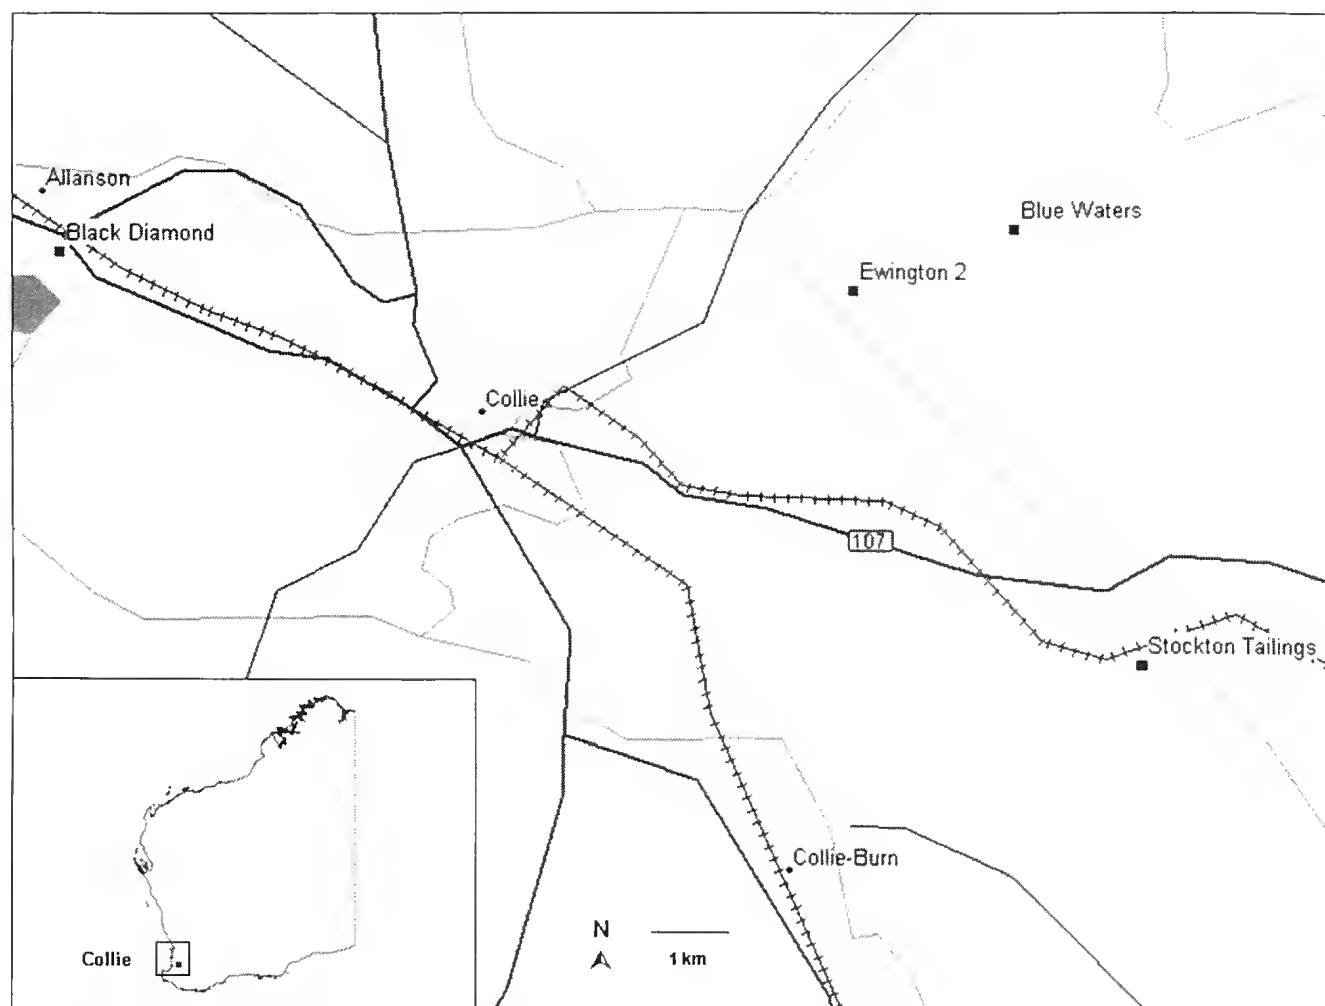 Allanson
Black Diamond
Blue Waters
Ewington 2
Collie
107
Stockton Tailings
Collie-Burn
N
1 km
Collie